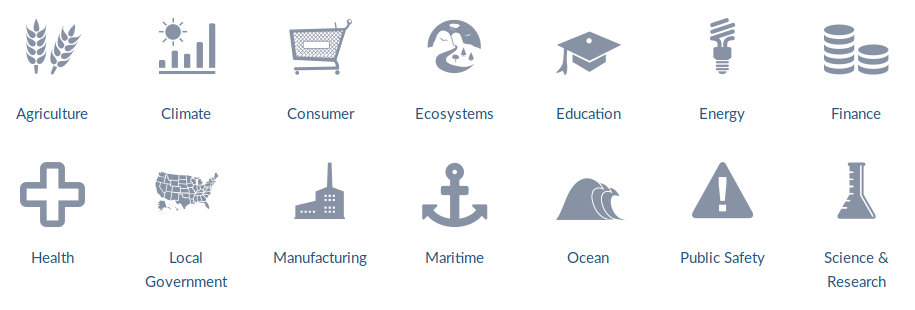 Agriculture
Climate
Consumer
Ecosystems
Education
Energy
Finance
Health
Local
Government
Manufacturing
Maritime
Ocean
Public Safety
Science &
Research